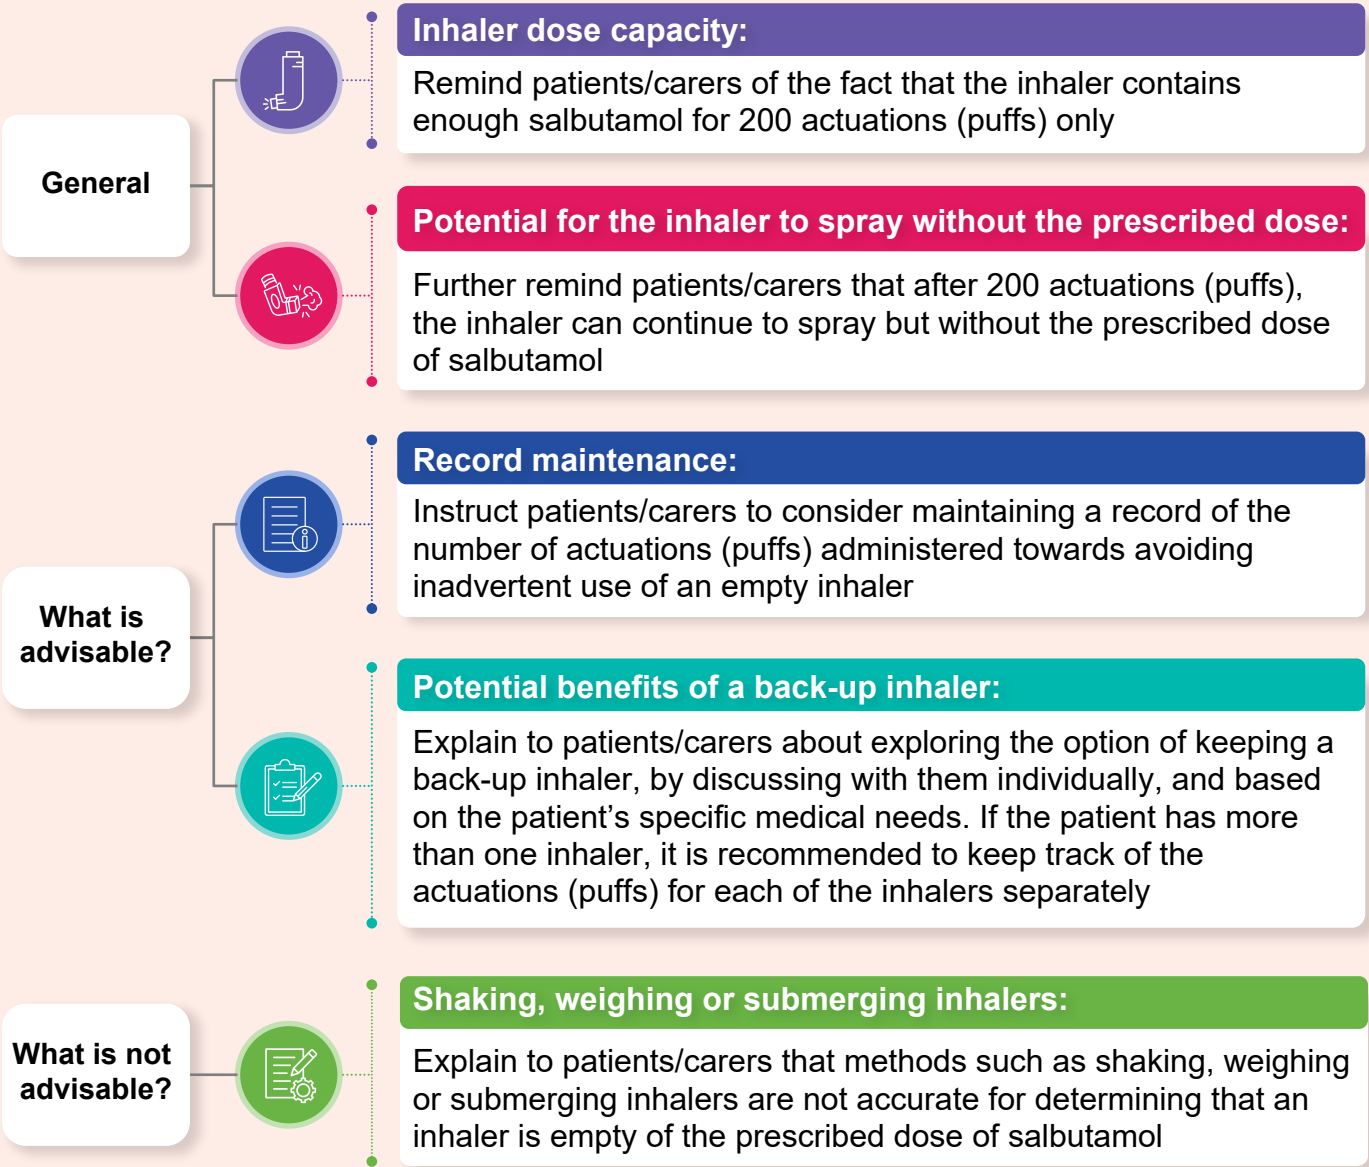 General
Inhaler dose capacity:
Remind patients/carers of the fact that the inhaler contains
enough salbutamol for 200 actuations (puffs) only
Potential for the inhaler to spray without the prescribed dose:
Further remind patients/carers that after 200 actuations (puffs),
the inhaler can continue to spray but without the prescribed dose
of salbutamol
What is
advisable?
Record maintenance:
Instruct patients/carers to consider maintaining a record of the
number of actuations (puffs) administered towards avoiding
inadvertent use of an empty inhaler
Potential benefits of a back-up inhaler:
Explain to patients/carers about exploring the option of keeping a
back-up inhaler, by discussing with them individually, and based
on the patient’s specific medical needs. If the patient has more
than one inhaler, it is recommended to keep track of the
actuations (puffs) for each of the inhalers separately
What is not
advisable?
Shaking, weighing or submerging inhalers:
Explain to patients/carers that methods such as shaking, weighing
or submerging inhalers are not accurate for determining that an
inhaler is empty of the prescribed dose of salbutamol